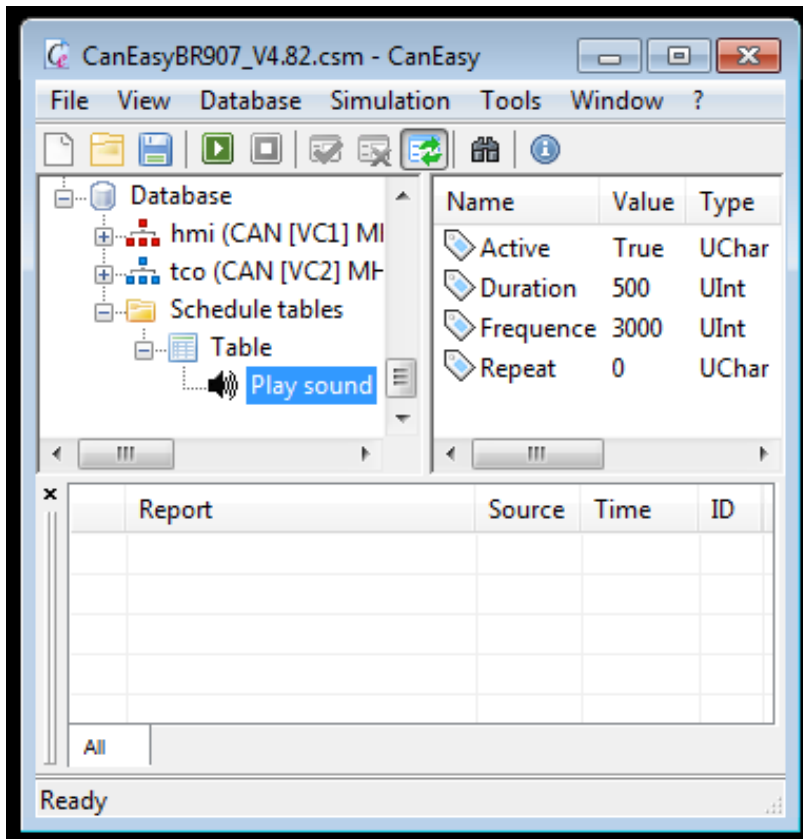 CanEasyBR907_V4.82.csm - CanEasy
File View Database Simulation Tools Window ?
Database
hmi (CAN [VC1] MI
tco (CAN [VC2] MH
Schedule tables
Table
Play sound
Name Value Type
Active True UChar
Duration 500 UInt
Frequence 3000 UInt
Repeat 0 UChar
Report Source Time ID
All
Ready